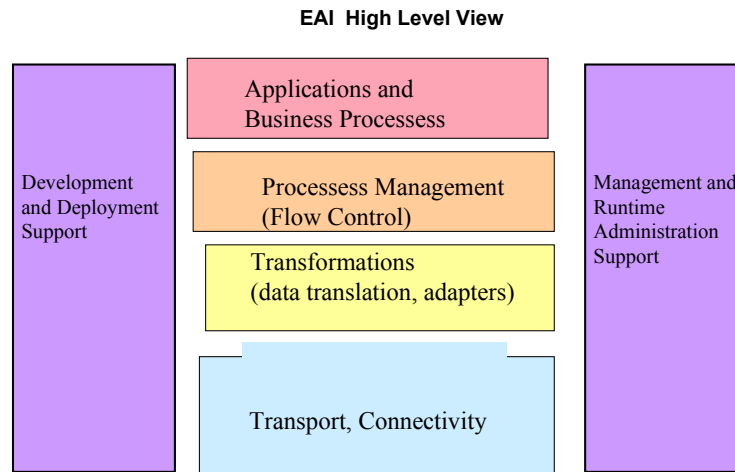 EAI High Level View
Applications and
Business Processess
Development
and Deployment
Support
Processess Management
(Flow Control)
Management and
Runtime
Administration
Support
Transformations
(data translation, adapters)
Transport, Connectivity